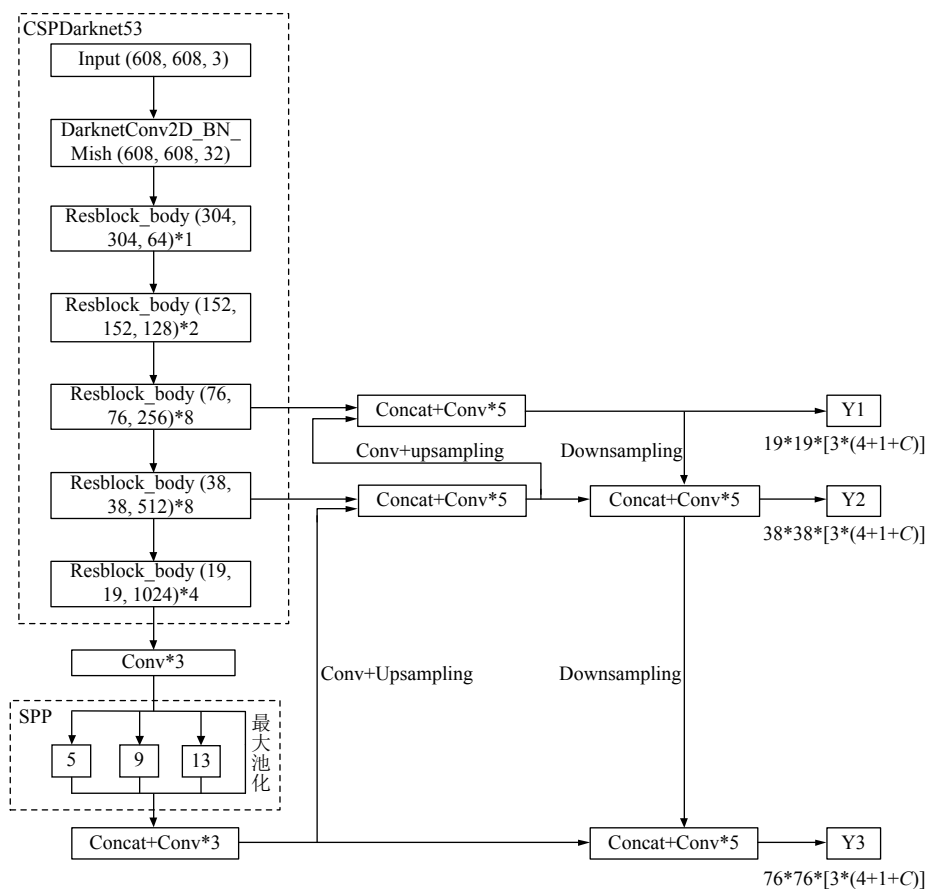 CSPDarknet53
Input (608, 608, 3)
DarknetConv2D_BN_
Mish (608, 608, 32)
Resblock_body (304,
304, 64)*1
Resblock_body (152,
152, 128)*2
Resblock_body (76,
76, 256)*8
Concat+Conv*5
Y1
19*19*[3*(4+1+C)]
Conv+upsampling
Downsampling
Resblock_body (38,
38, 512)*8
Concat+Conv*5
Concat+Conv*5
Y2
38*38*[3*(4+1+C)]
Resblock_body (19,
19, 1024)*4
Conv*3
Conv+Upsampling
Downsampling
SPP
5
9
13
最大池化
Concat+Conv*3
Concat+Conv*5
Y3
76*76*[3*(4+1+C)]